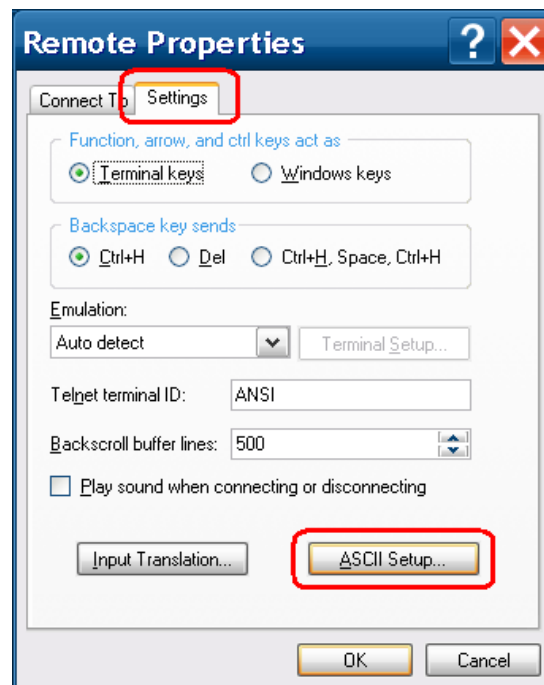 Remote Properties ?
Connect To Settings
Function, arrow, and ctrl keys act as
Terminal keys Windows keys
Backspace key sends
Ctrl+H Del Ctrl+H, Space, Ctrl+H
Emulation:
Auto detect Terminal Setup...
Telnet terminal ID: ANSI
Backscroll buffer lines: 500
Play sound when connecting or disconnecting
Input Translation... ASCII Setup...
OK Cancel